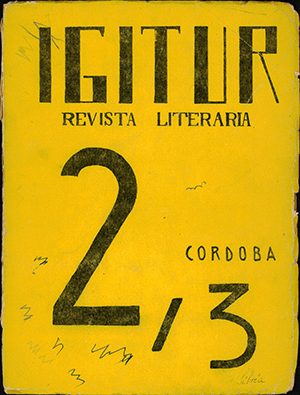 IGITUR
REVISTA LITERARIA
2/3
CORDOBA